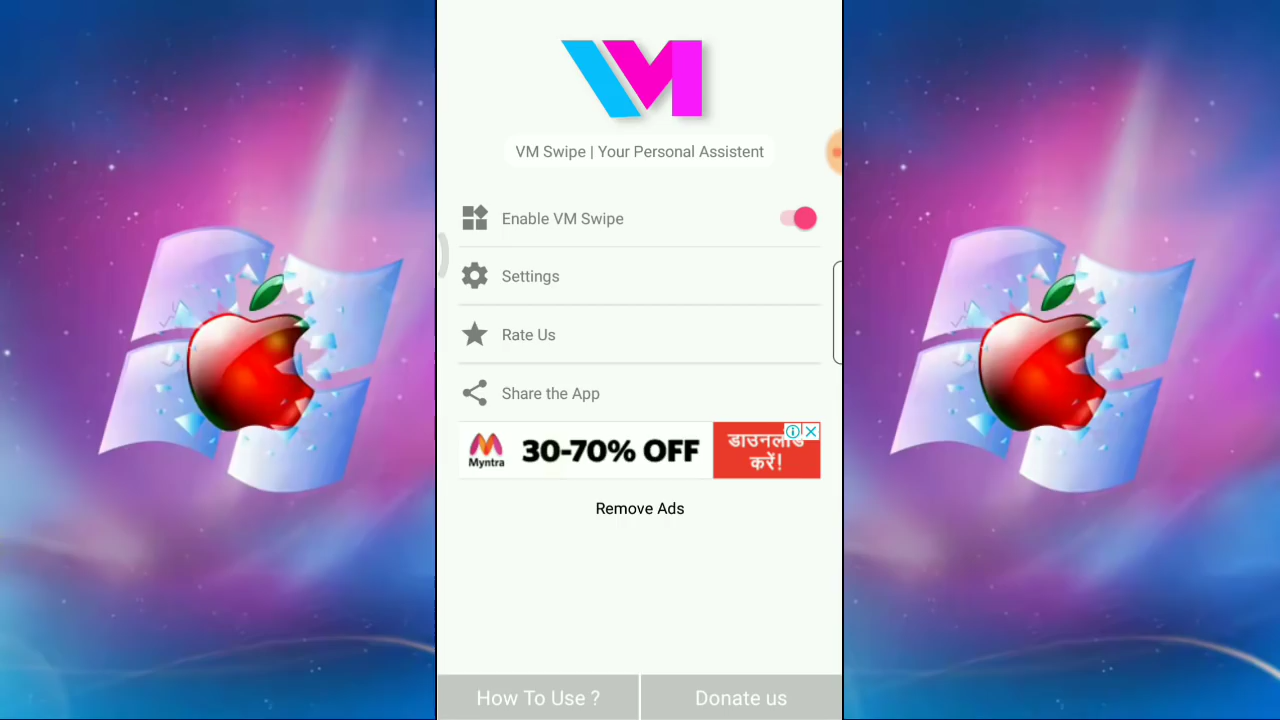 VM
VM Swipe | Your Personal Assistent
Enable VM Swipe
Settings
Rate Us
Share the App
Myntra
30-70% OFF
डाउनलोड
करें!
Remove Ads
How To Use ?
Donate us